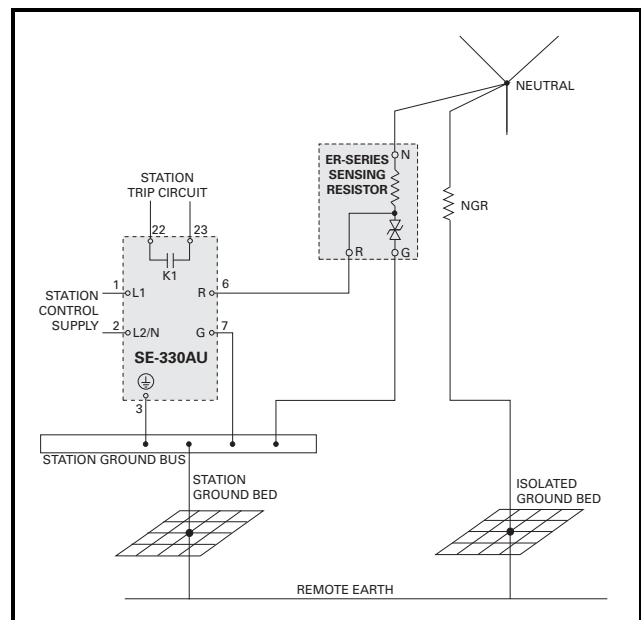 NEUTRAL
N
ER-SERIES
SENSING
RESISTOR
NGR
STATION
TRIP CIRCUIT
22 23
K1
R G
1 L1
R 6
STATION
CONTROL
SUPPLY
2 L2/N
G 7
SE-330AU
3
STATION GROUND BUS
STATION
GROUND BED
ISOLATED
GROUND BED
REMOTE EARTH